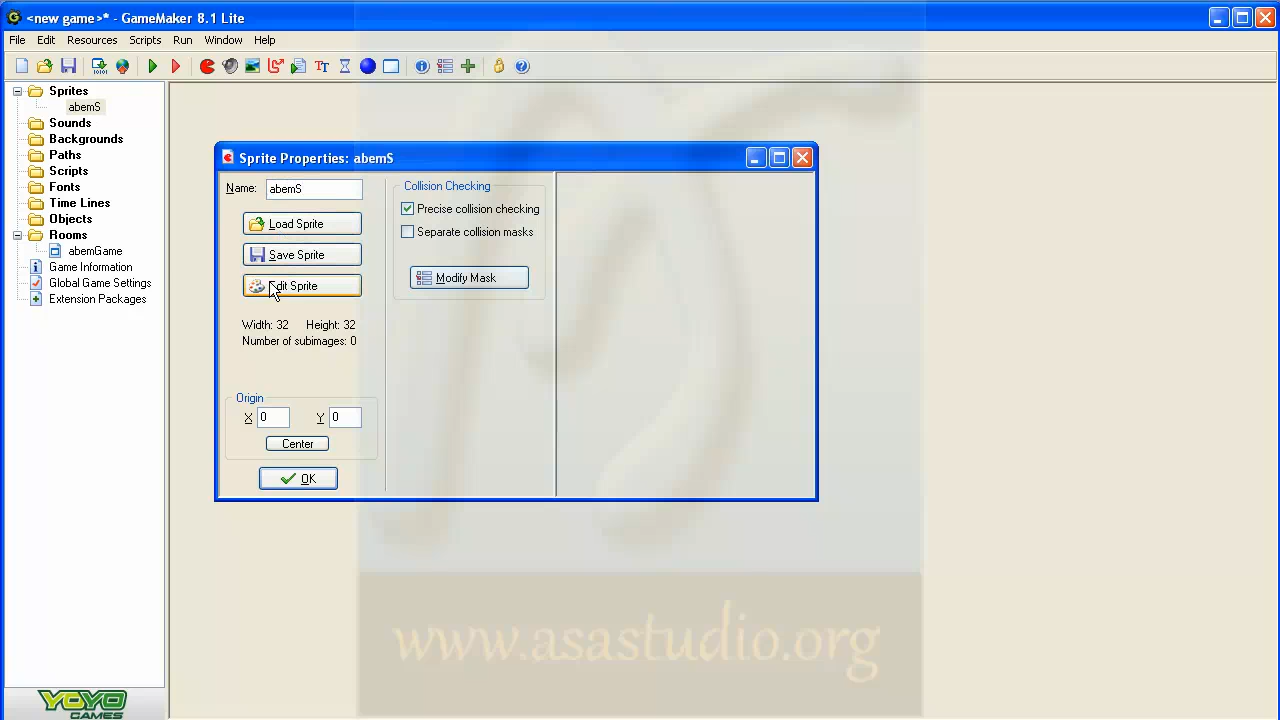 <new game>* - GameMaker 8.1 Lite
File Edit Resources Scripts Run Window Help
Sprites
abemS
Sounds
Backgrounds
Paths
Scripts
Fonts
Time Lines
Objects
Rooms
abemGame
Game Information
Global Game Settings
Extension Packages
YOYO
GAMES
Sprite Properties: abemS
Name: abemS
Load Sprite
Save Sprite
Edit Sprite
Width: 32 Height: 32
Number of subimages: 0
Origin
X 0 Y 0
Center
OK
Collision Checking
Precise collision checking
Separate collision masks
Modify Mask
www.asastudio.org